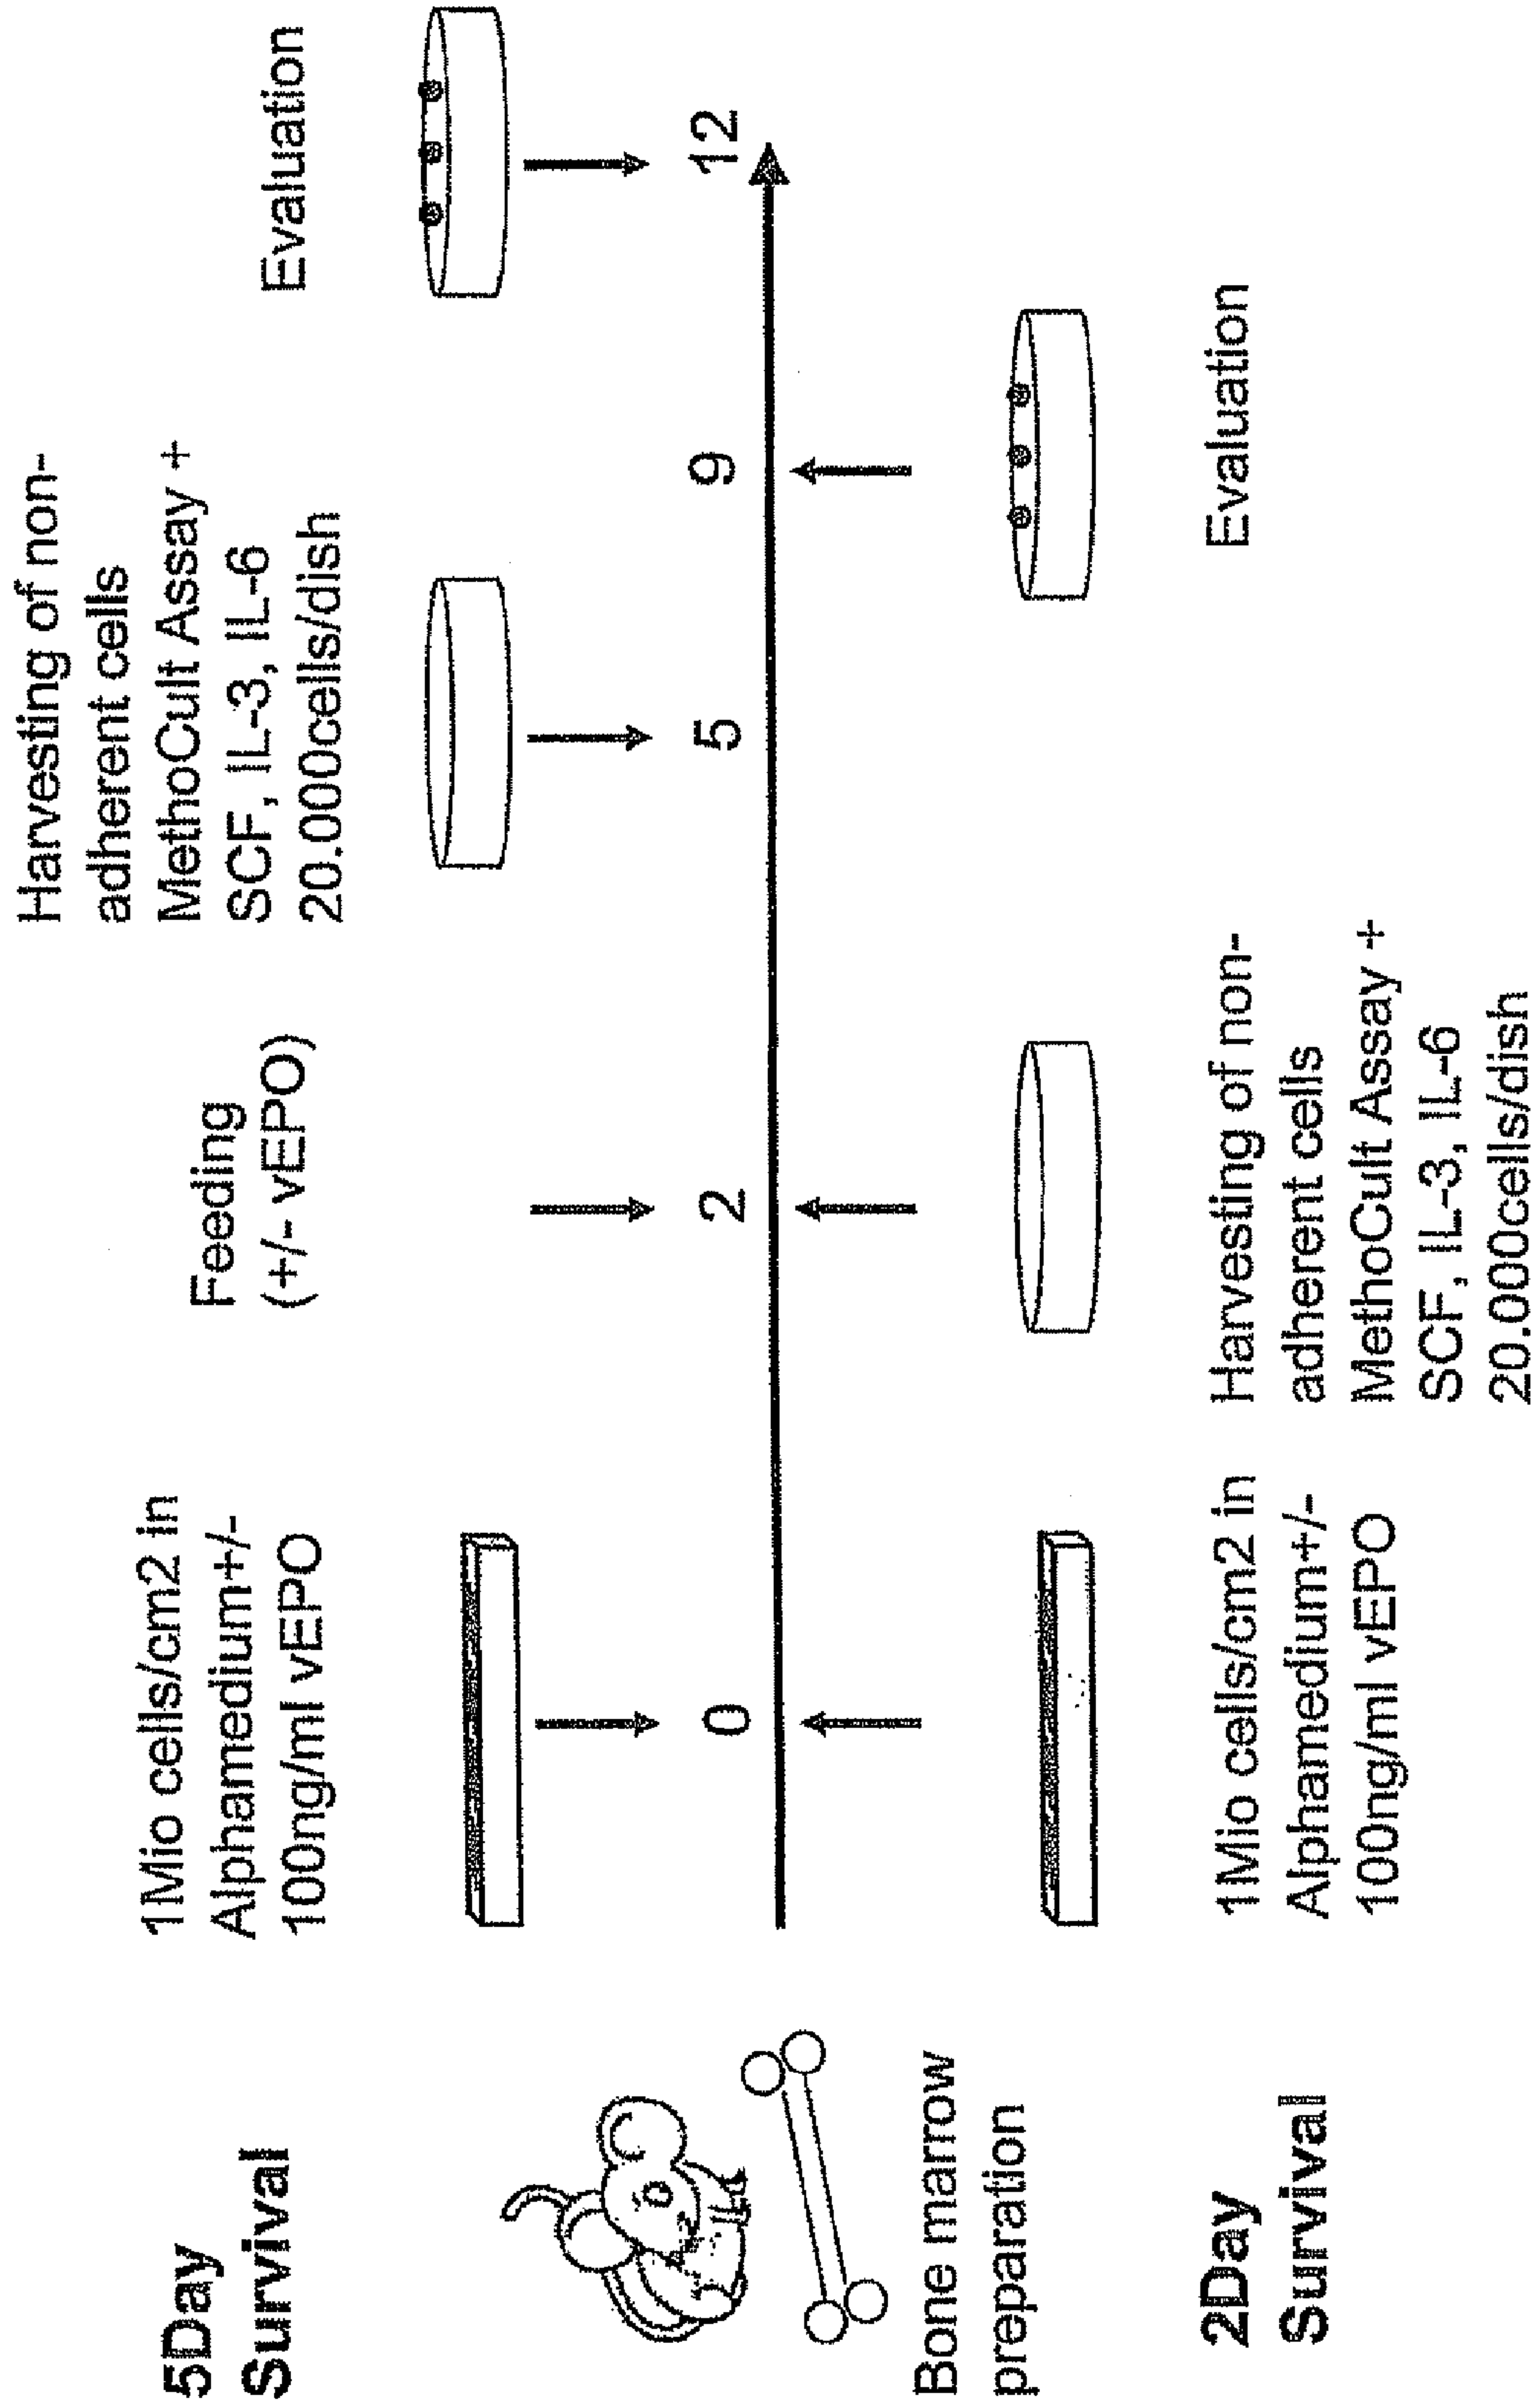 5Day
Survival
1Mio cells/cm2 in
Alphamedium+/-
100ng/ml vEPO
Feeding
(+/- vEPO)
Harvesting of non-
adherent cells
MethoCult Assay +
SCF, IL-3, IL-6
20.000cells/dish
Evaluation
0
2
5
9
12
Bone marrow
preparation
2Day
Survival
1Mio cells/cm2 in
Alphamedium+/-
100ng/ml vEPO
Harvesting of non-
adherent cells
MethoCult Assay +
SCF, IL-3, IL-6
20.000cells/dish
Evaluation